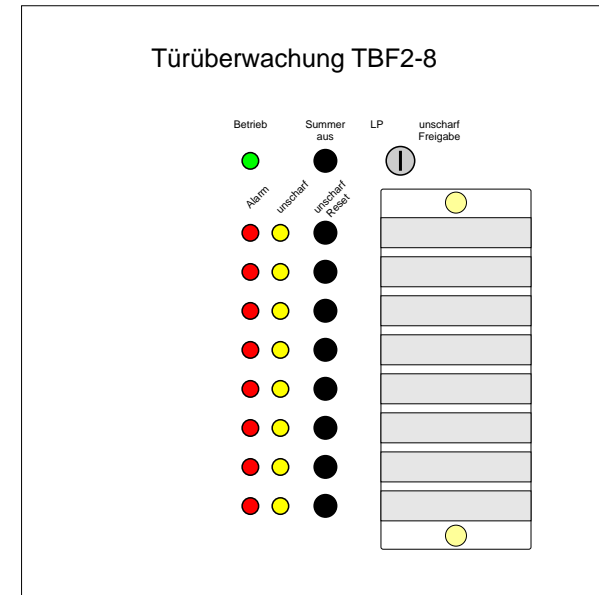 Türüberwachung TBF2-8
Betrieb
Summer
aus
LP
unscharf
Freigabe
Alarm
unscharf
unscharf
Reset